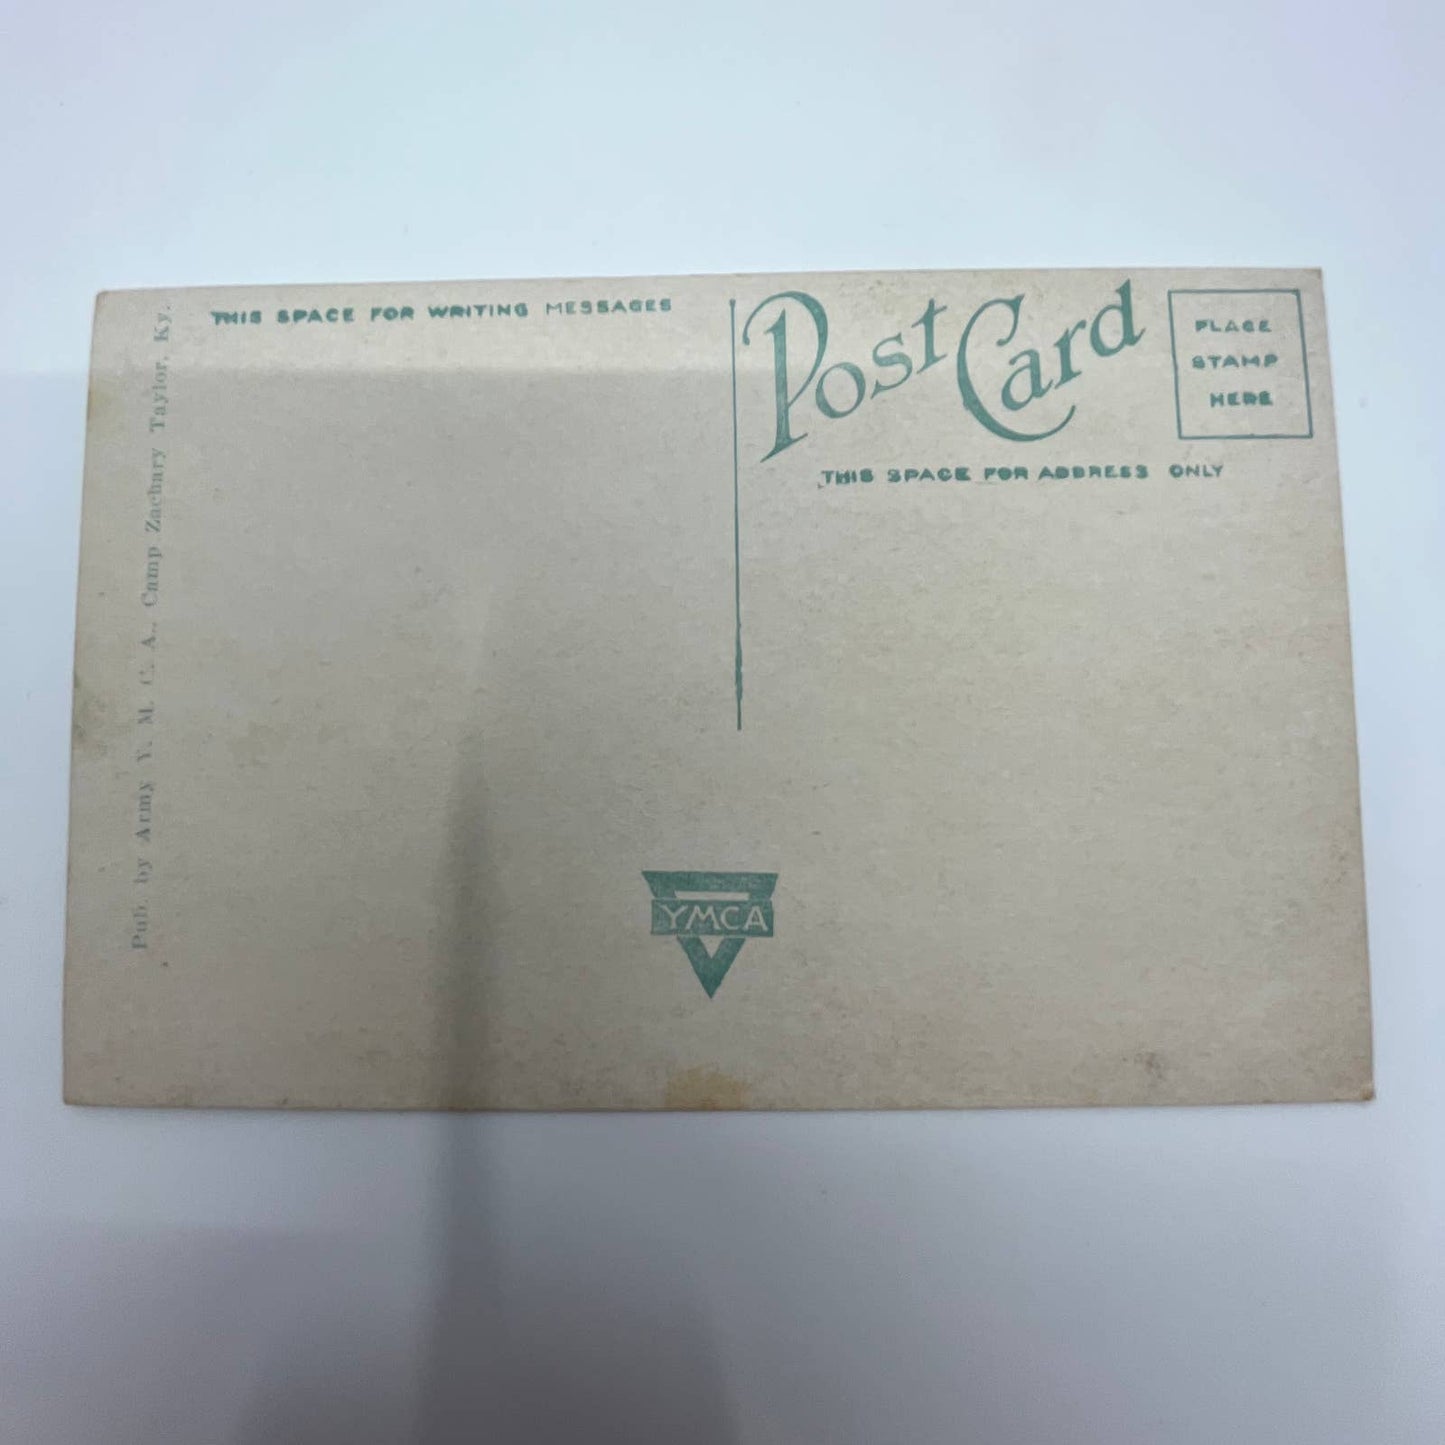 THIS SPACE FOR WRITING MESSAGES
Post Card
PLACE
STAMP
HERE
THIS SPACE FOR ADDRESS ONLY
Pub. by Army Y. M. C. A., Camp Zachary Taylor, Ky.
YMCA